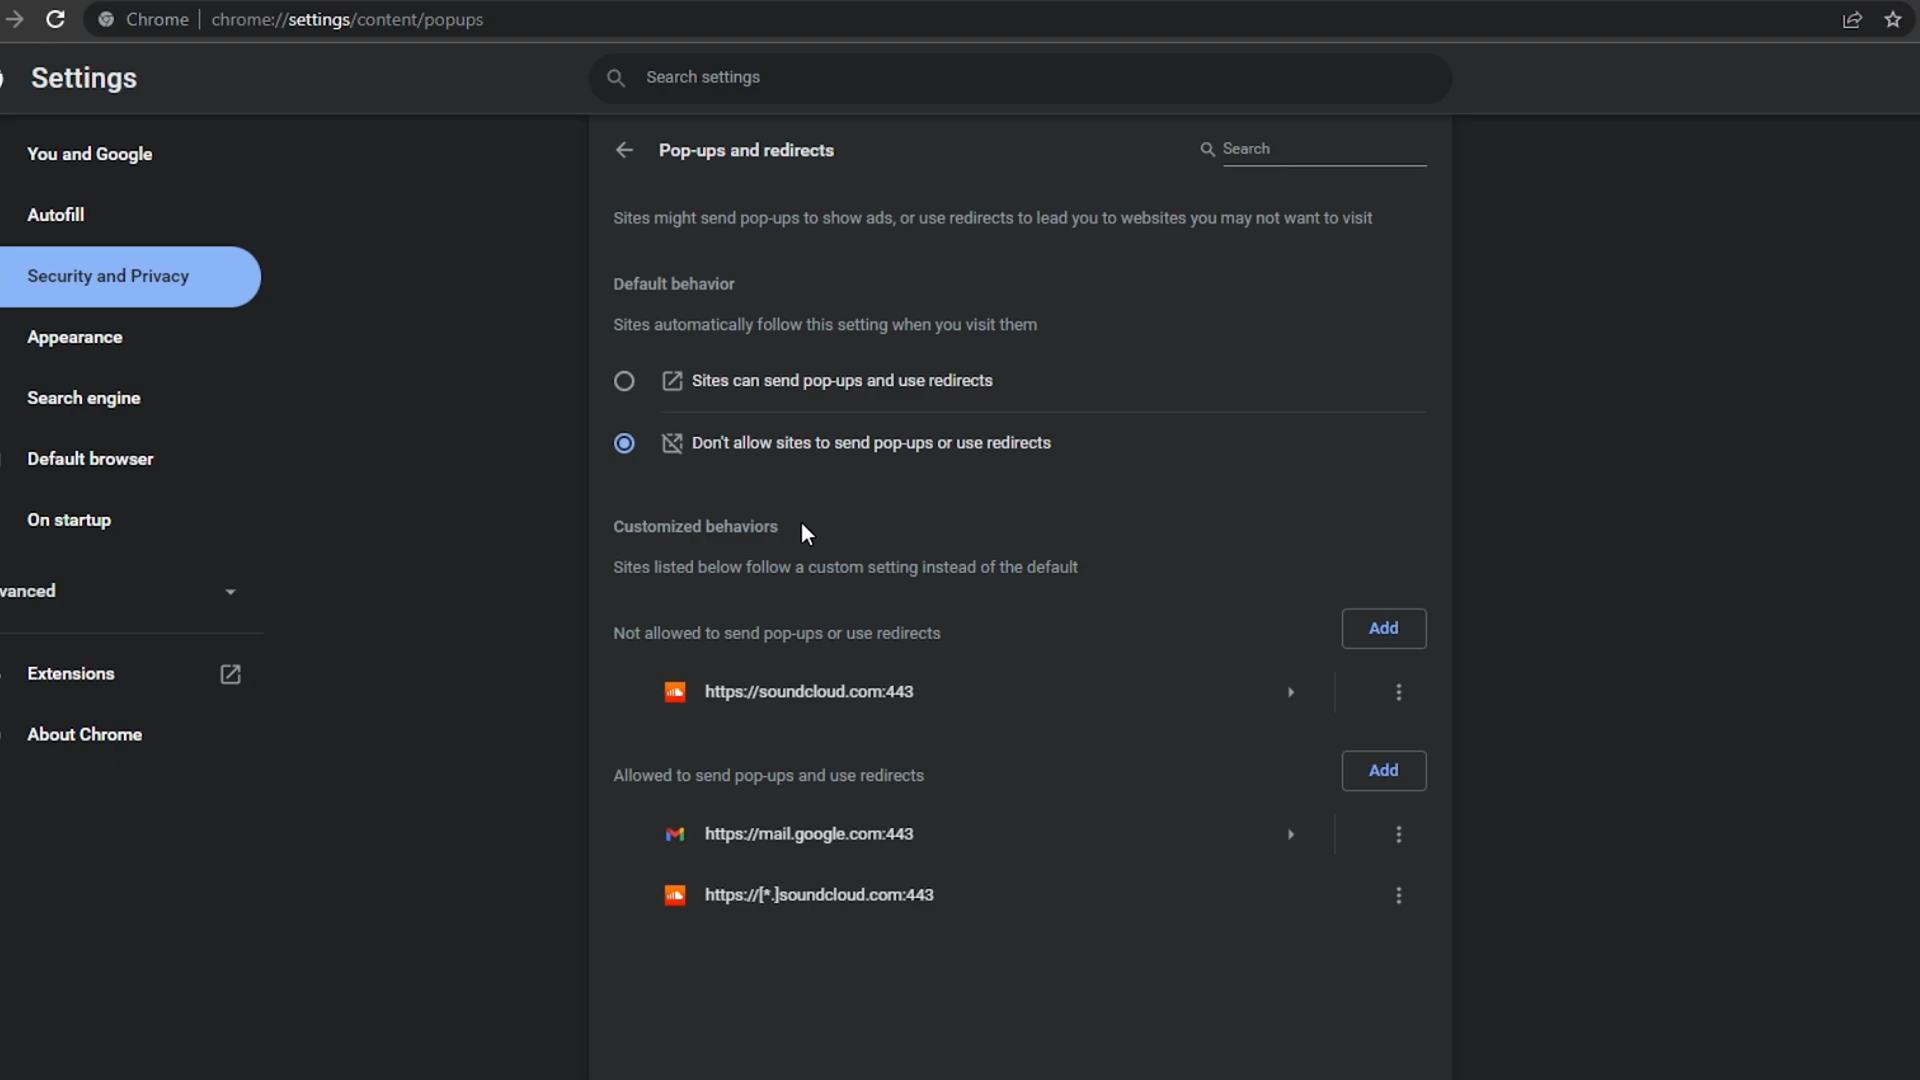 Chrome | chrome://settings/content/popups
Settings
Search settings
You and Google
Autofill
Security and Privacy
Appearance
Search engine
Default browser
On startup
vanced
Extensions
About Chrome
Pop-ups and redirects
Search
Sites might send pop-ups to show ads, or use redirects to lead you to websites you may not want to visit
Default behavior
Sites automatically follow this setting when you visit them
Sites can send pop-ups and use redirects
Don't allow sites to send pop-ups or use redirects
Customized behaviors
Sites listed below follow a custom setting instead of the default
Not allowed to send pop-ups or use redirects
Add
https://soundcloud.com:443
Allowed to send pop-ups and use redirects
Add
https://mail.google.com:443
https://[*.]soundcloud.com:443